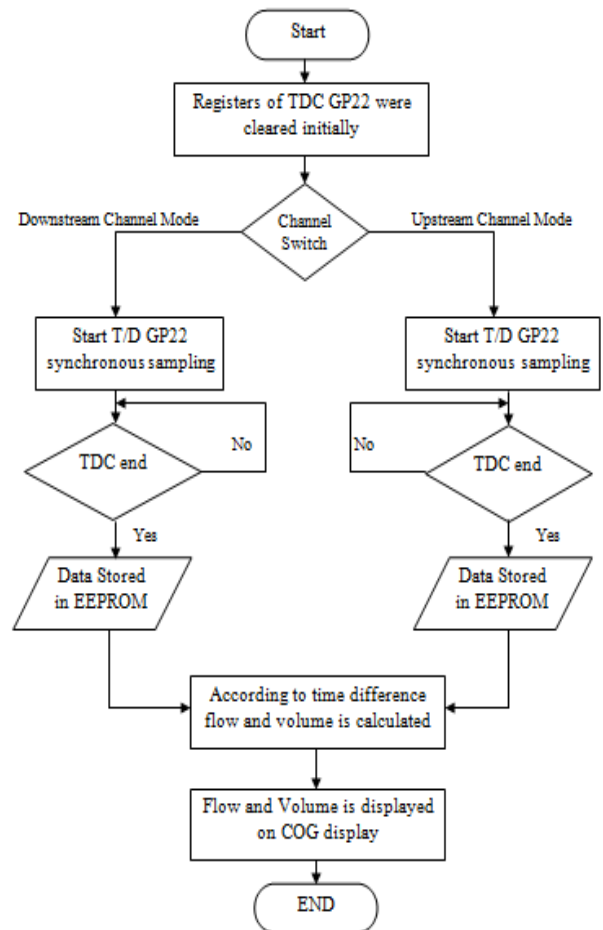 Start
Registers of TDC GP22 were
cleared initially
Downstream Channel Mode
Channel
Switch
Upstream Channel Mode
Start T/D GP22
synchronous sampling
Start T/D GP22
synchronous sampling
No
TDC end
No
TDC end
Yes
Yes
Data Stored
in EEPROM
Data Stored
in EEPROM
According to time difference
flow and volume is calculated
Flow and Volume is displayed
on COG display
END